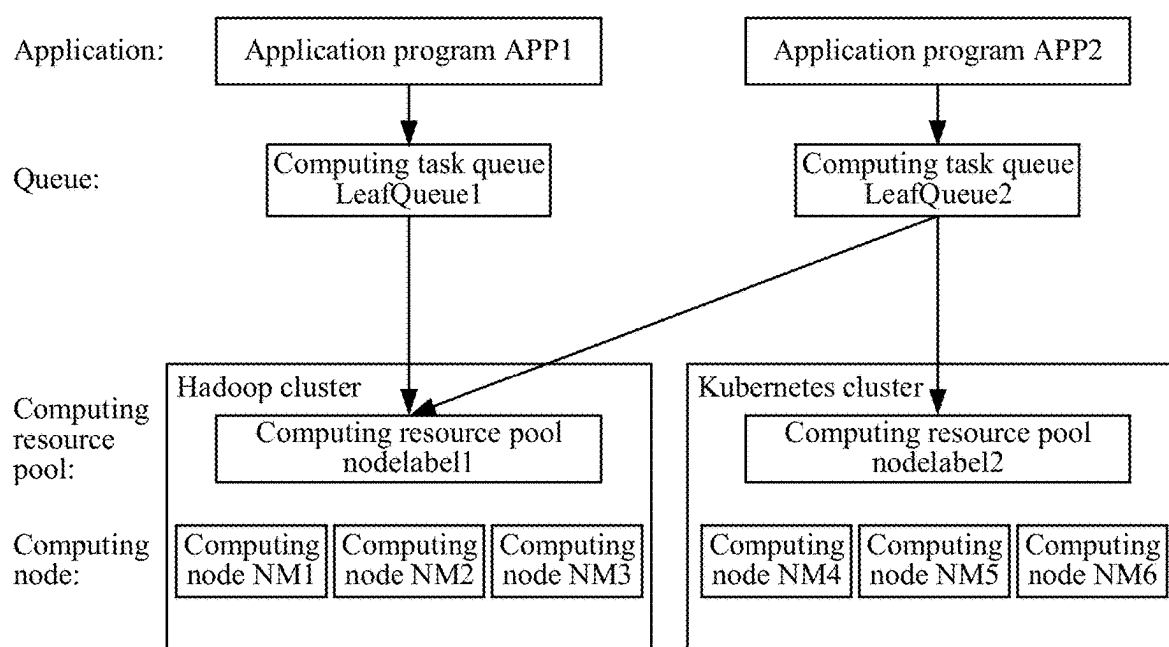 Application:
Application program APP1
Application program APP2
Queue:
Computing task queue
LeafQueue1
Computing task queue
LeafQueue2
Hadoop cluster
Kubernetes cluster
Computing
resource
pool:
Computing resource pool
nodelabel1
Computing resource pool
nodelabel2
Computing
node:
Computing
node NM1
Computing
node NM2
Computing
node NM3
Computing
node NM4
Computing
node NM5
Computing
node NM6